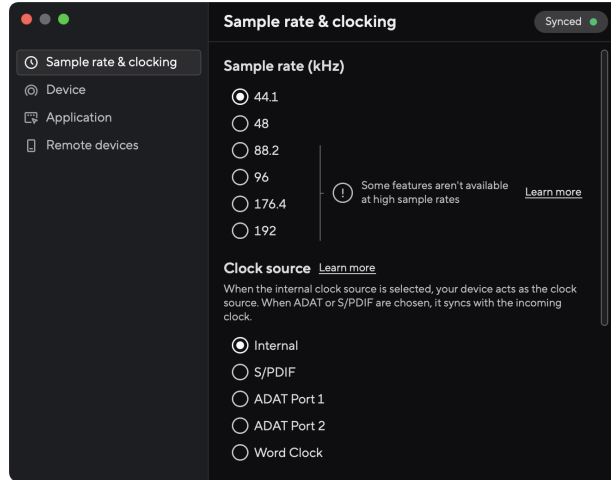 Sample rate & clocking
Synced
Sample rate & clocking
Device
Application
Remote devices
Sample rate (kHz)
44.1
48
88.2
96
176.4
192
Some features aren't available
at high sample rates
Learn more
Clock source Learn more
When the internal clock source is selected, your device acts as the clock
source. When ADAT or S/PDIF are chosen, it syncs with the incoming
clock.
Internal
S/PDIF
ADAT Port 1
ADAT Port 2
Word Clock